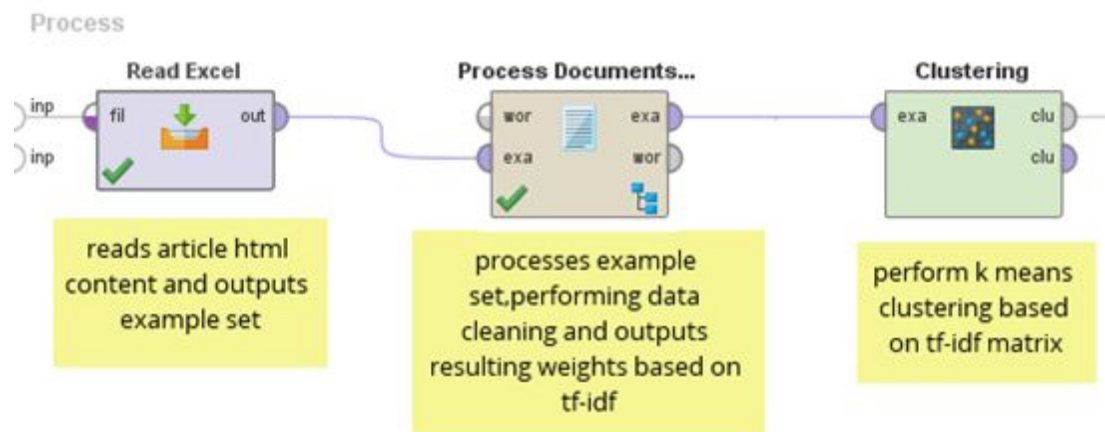 Process
Read Excel
Process Documents...
Clustering
inp
fil
out
wor
exa
exa
clu
inp
exa
wor
clu
reads article html
content and outputs
example set
processes example
set,performing data
cleaning and outputs
resulting weights based on
tf-idf
perform k means
clustering based
on tf-idf matrix